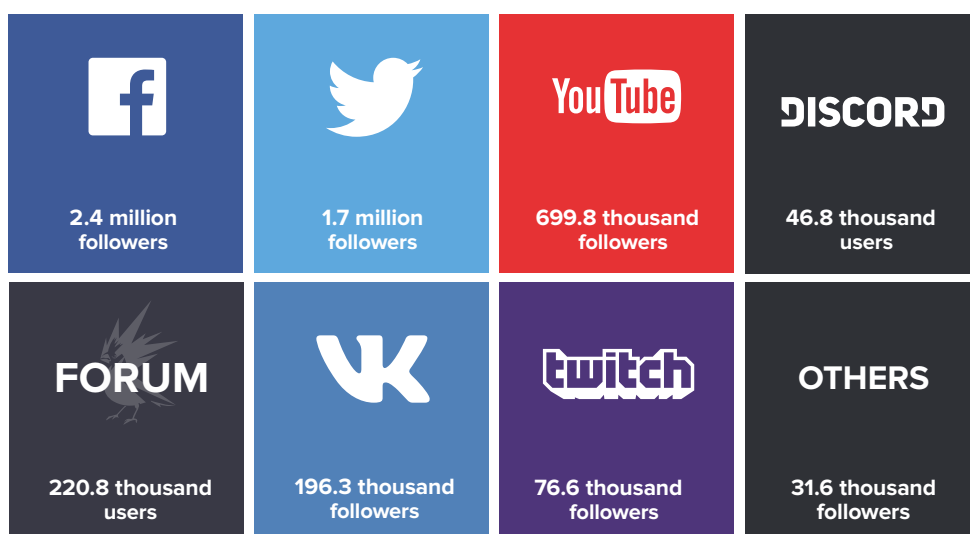 YouTube
DISCORD
2.4 million
followers
1.7 million
followers
699.8 thousand
followers
46.8 thousand
users
FORUM
VK
twitch
OTHERS
220.8 thousand
users
196.3 thousand
followers
76.6 thousand
followers
31.6 thousand
followers